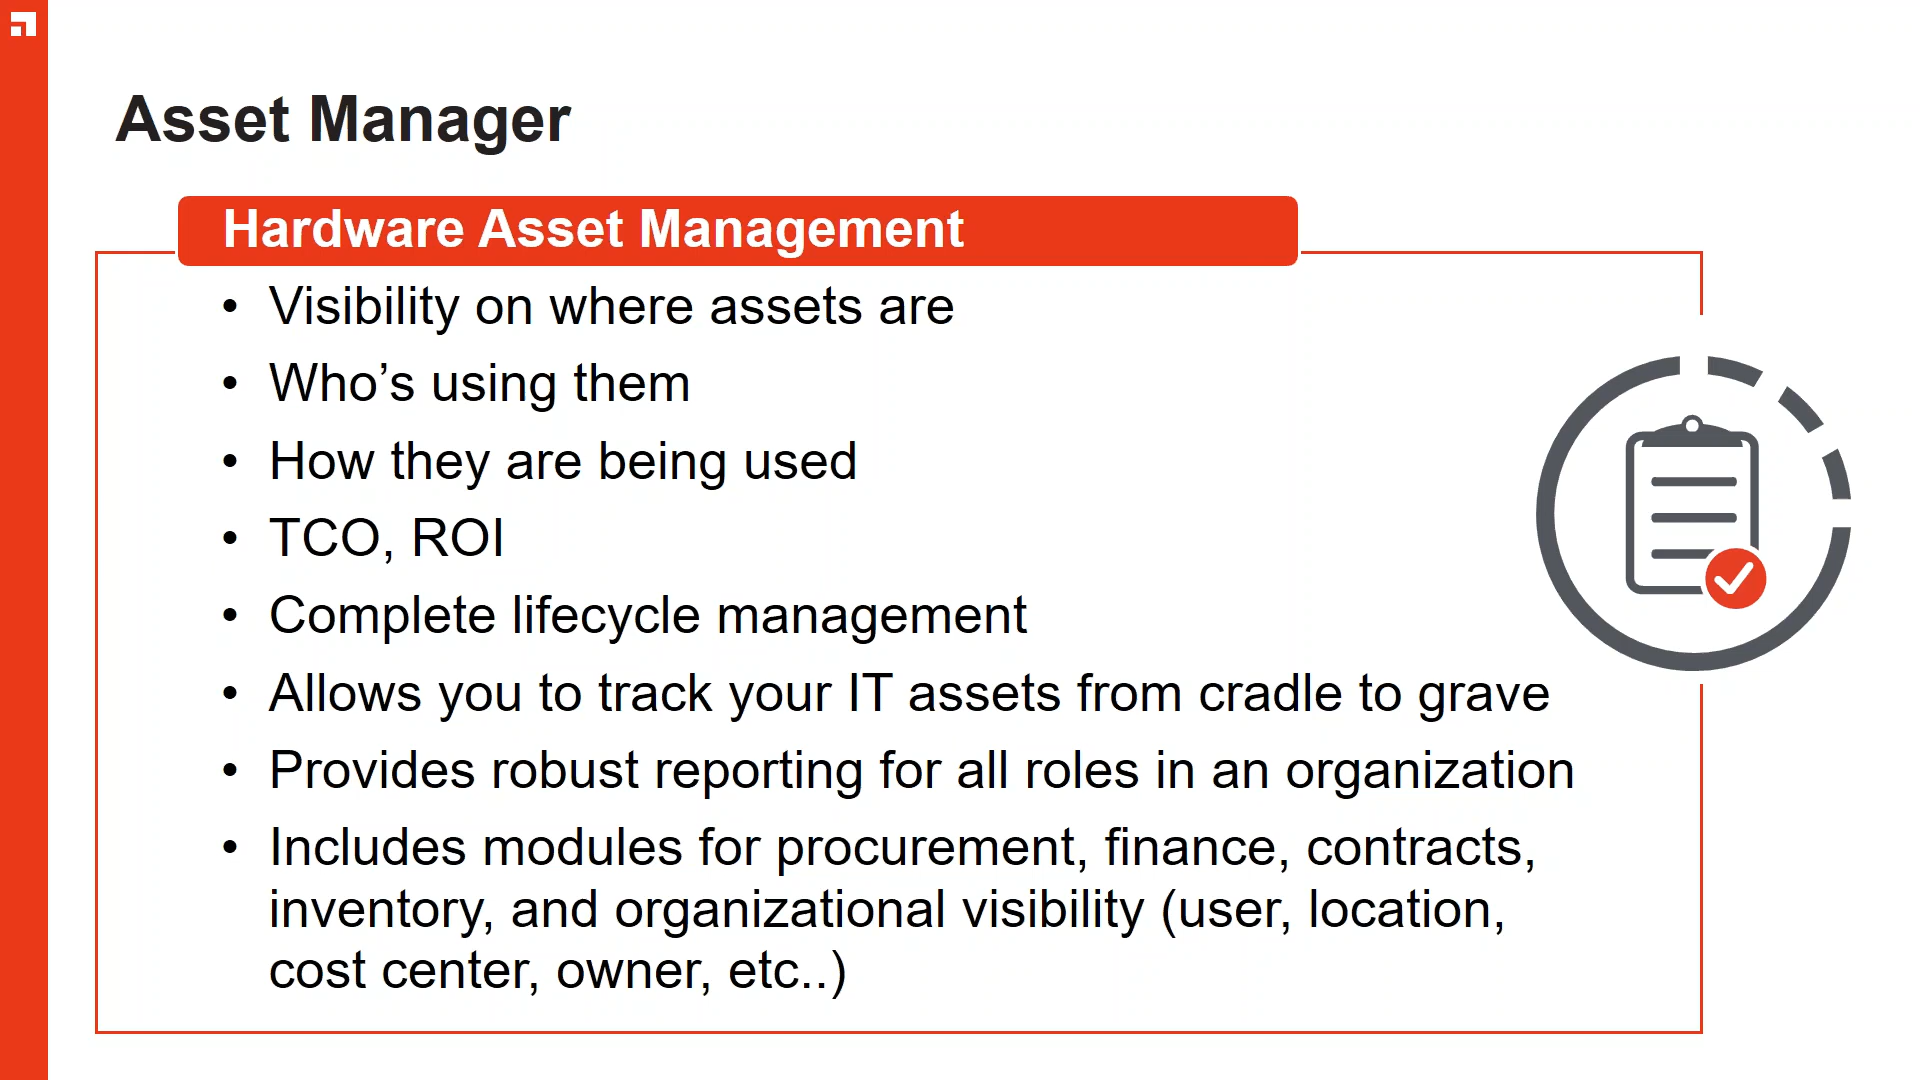 Asset Manager
Hardware Asset Management
• Visibility on where assets are
• Who’s using them
• How they are being used
• TCO, ROI
• Complete lifecycle management
• Allows you to track your IT assets from cradle to grave
• Provides robust reporting for all roles in an organization
• Includes modules for procurement, finance, contracts,
inventory, and organizational visibility (user, location,
cost center, owner, etc..)